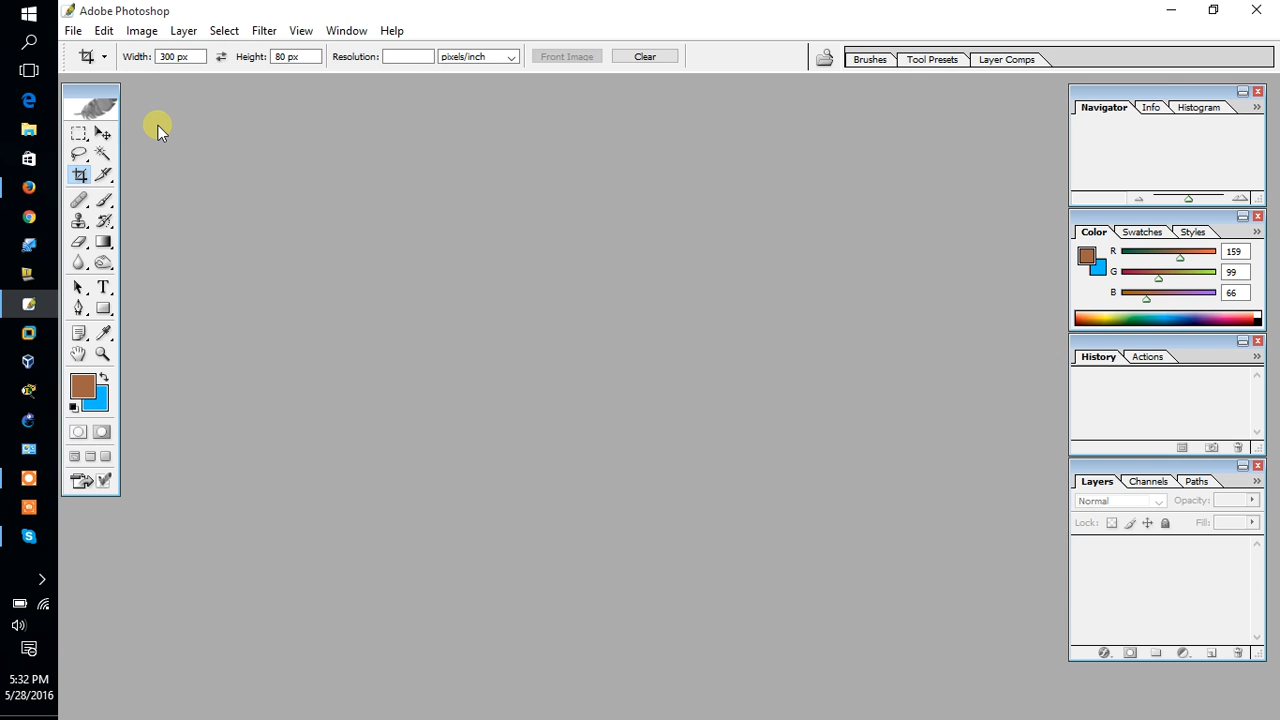 Adobe Photoshop
File Edit Image Layer Select Filter View Window Help
Width: 300 px Height: 80 px Resolution: pixels/inch Front Image Clear Brushes Tool Presets Layer Comps
Navigator Info Histogram
Color Swatches Styles
R 159
G 99
B 66
History Actions
Layers Channels Paths
Normal Opacity:
Lock: Fill:
5:32 PM
5/28/2016